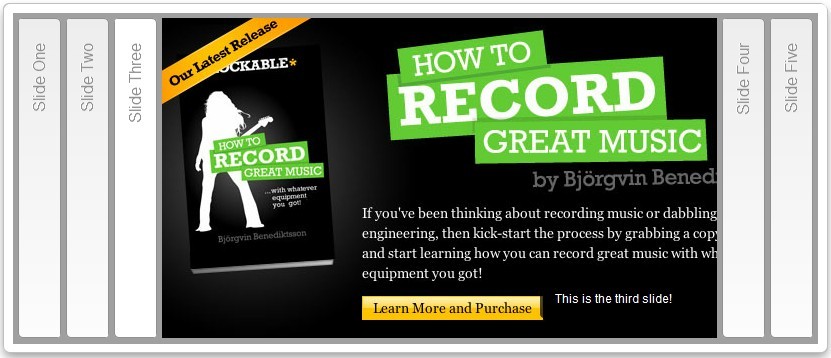 Slide One
Slide Two
Slide Three
Our Latest Release
ROCKABLE*
HOW TO
RECORD
GREAT MUSIC
...with whatever
equipment
you got!
Björgvin Benediktsson
HOW TO
RECORD
GREAT MUSIC
by Björgvin Benedi
If you've been thinking about recording music or dabbling
engineering, then kick-start the process by grabbing a copy
and start learning how you can record great music with wh
equipment you got!
Learn More and Purchase
This is the third slide!
Slide Four
Slide Five